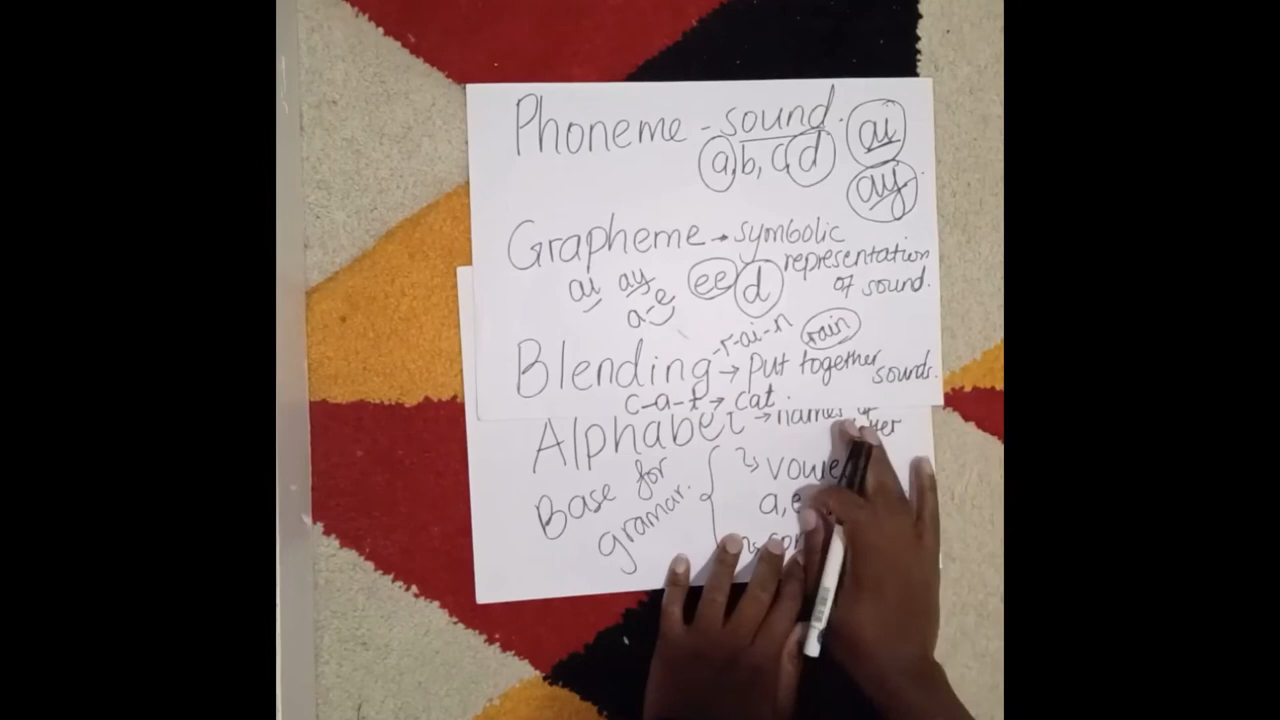 Phoneme - sound.
a, b, c, d
ai
ay
Grapheme → symbolic
representation
of sound.
ai ay ee d
a-e
-r-ai-n rain
Blending → put together
sounds.
c-a-t → cat.
Alphabet → names of
Base for
gramar.
↳ vowe
a, e
↳ con